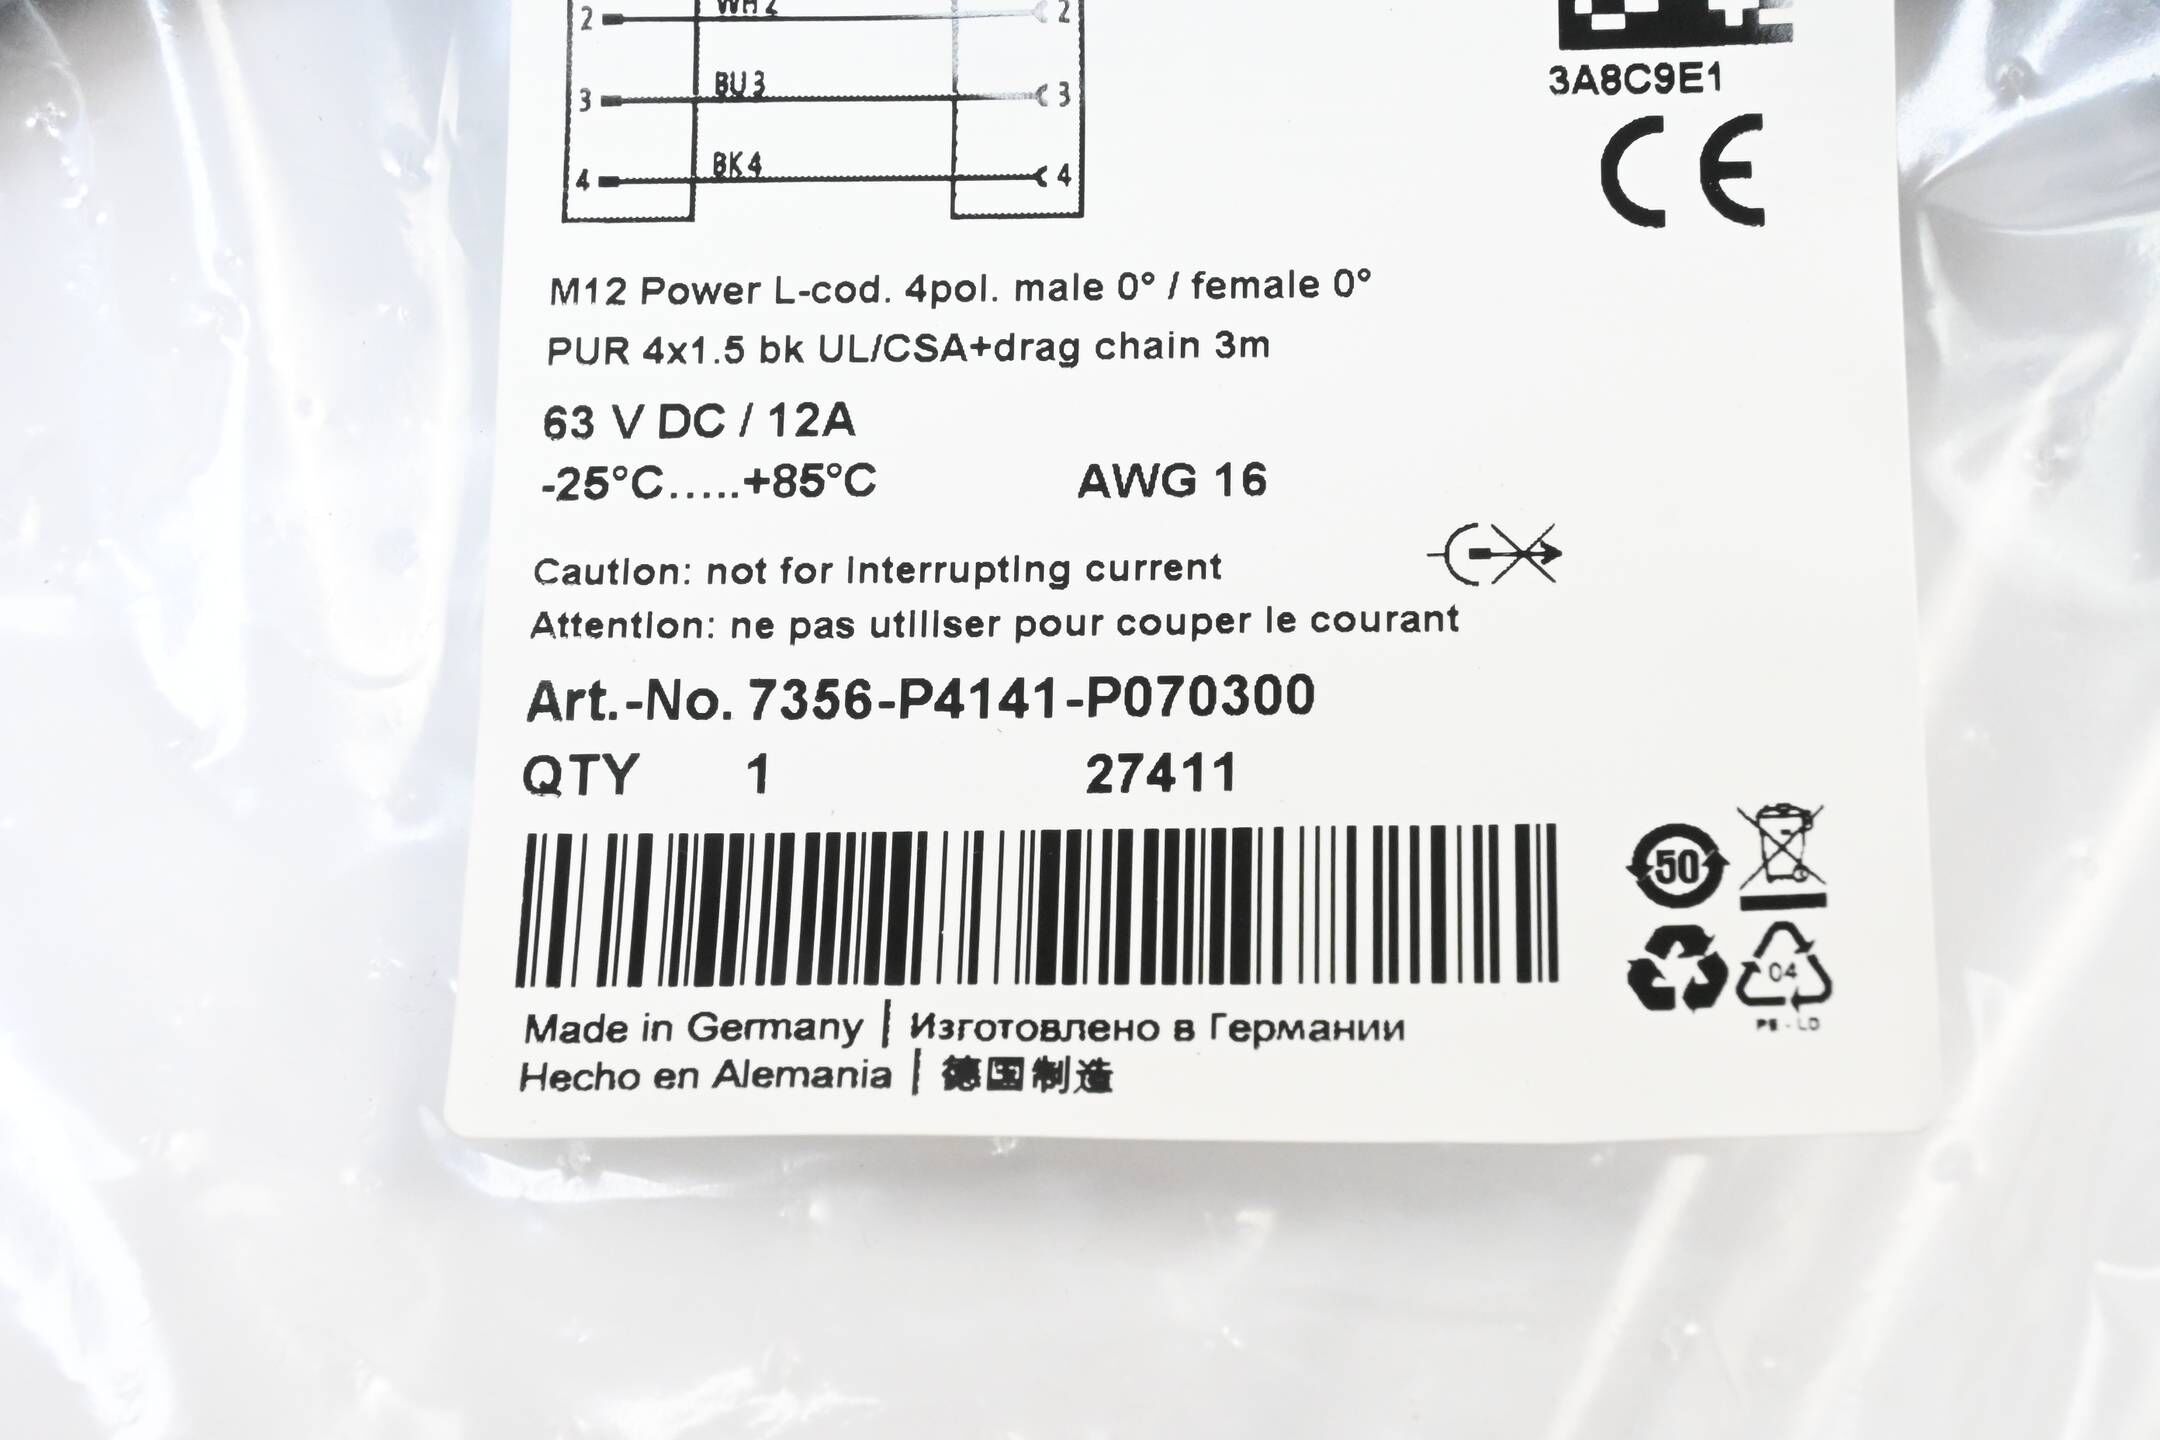 2 WH 2 2
3A8C9E1
3 BU 3 3
CE
4 BK 4 4
M12 Power L-cod. 4pol. male 0° / female 0°
PUR 4x1.5 bk UL/CSA+drag chain 3m
63 V DC / 12A
-25°C.....+85°C AWG 16
Caution: not for interrupting current
Attention: ne pas utiliser pour couper le courant
Art.-No. 7356-P4141-P070300
QTY 1 27411
50
04
PE-LD
Made in Germany | Изготовлено в Германии
Hecho en Alemania | 德国制造